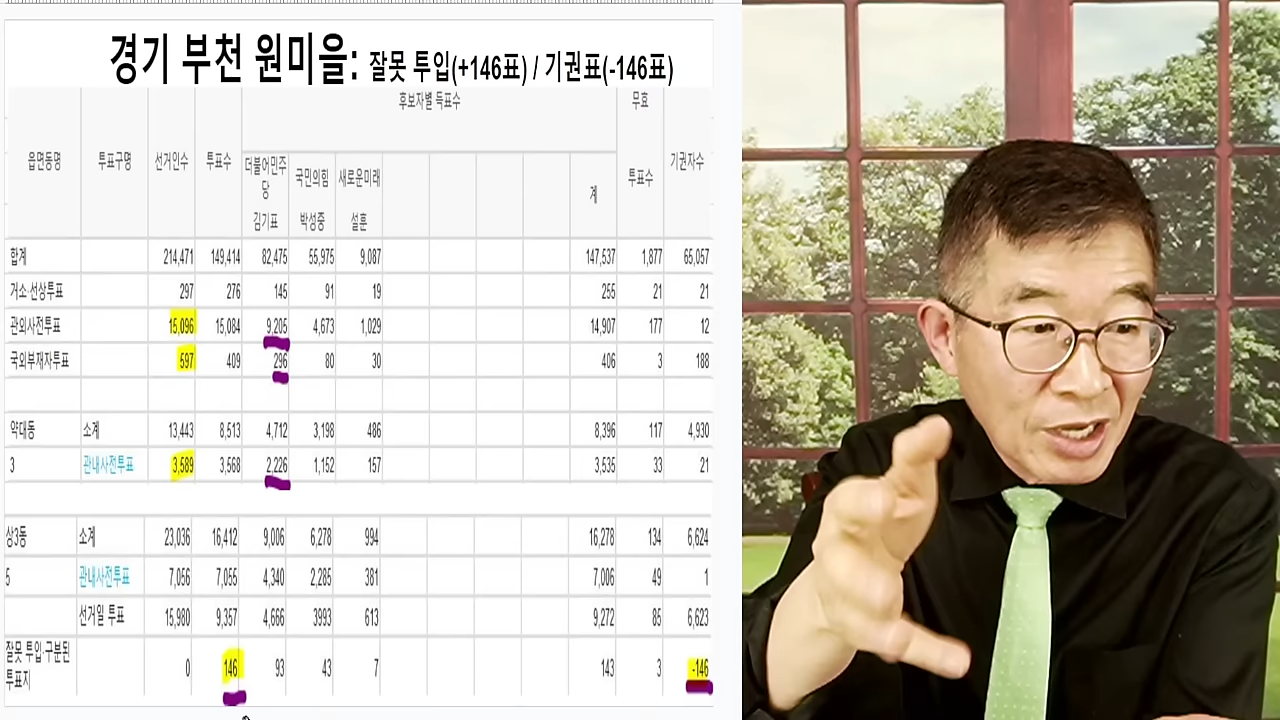 경기 부천 원미을: 잘못 투입(+146표) / 기권표(-146표)
읍면동명 투표구명 선거인수 투표수 후보자별 득표수 무효 투표수 기권자수
더불어민주당 김기표 국민의힘 박성중 새로운미래 설훈 계
합계 214,471 149,414 82,475 55,975 9,087 147,537 1,877 65,057
거소·선상투표 297 276 145 91 19 255 21 21
관외사전투표 15,096 15,084 9,205 4,673 1,029 14,907 177 12
국외부재자투표 597 409 296 80 30 406 3 188
약대동 소계 13,443 8,513 4,712 3,198 486 8,396 117 4,930
3 관내사전투표 3,589 3,568 2,226 1,152 157 3,535 33 21
상3동 소계 23,036 16,412 9,006 6,278 994 16,278 134 6,624
5 관내사전투표 7,056 7,055 4,340 2,285 381 7,006 49 1
선거일 투표 15,980 9,357 4,666 3993 613 9,272 85 6,623
잘못 투입·구분된 투표지 0 146 93 43 7 143 3 -146